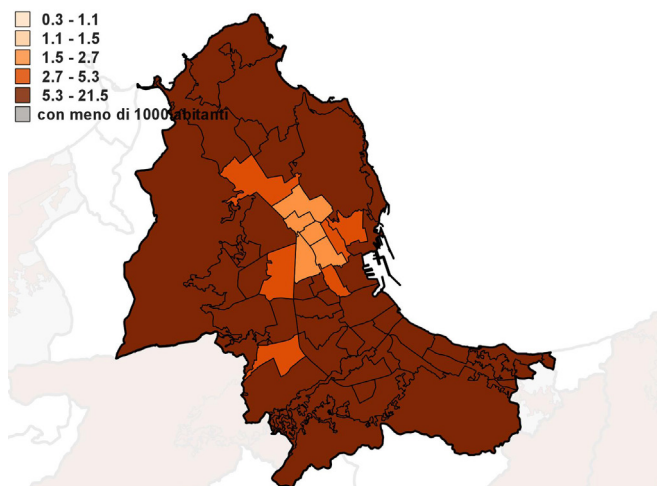 0.3 - 1.1
1.1 - 1.5
1.5 - 2.7
2.7 - 5.3
5.3 - 21.5
con meno di 1000 abitanti